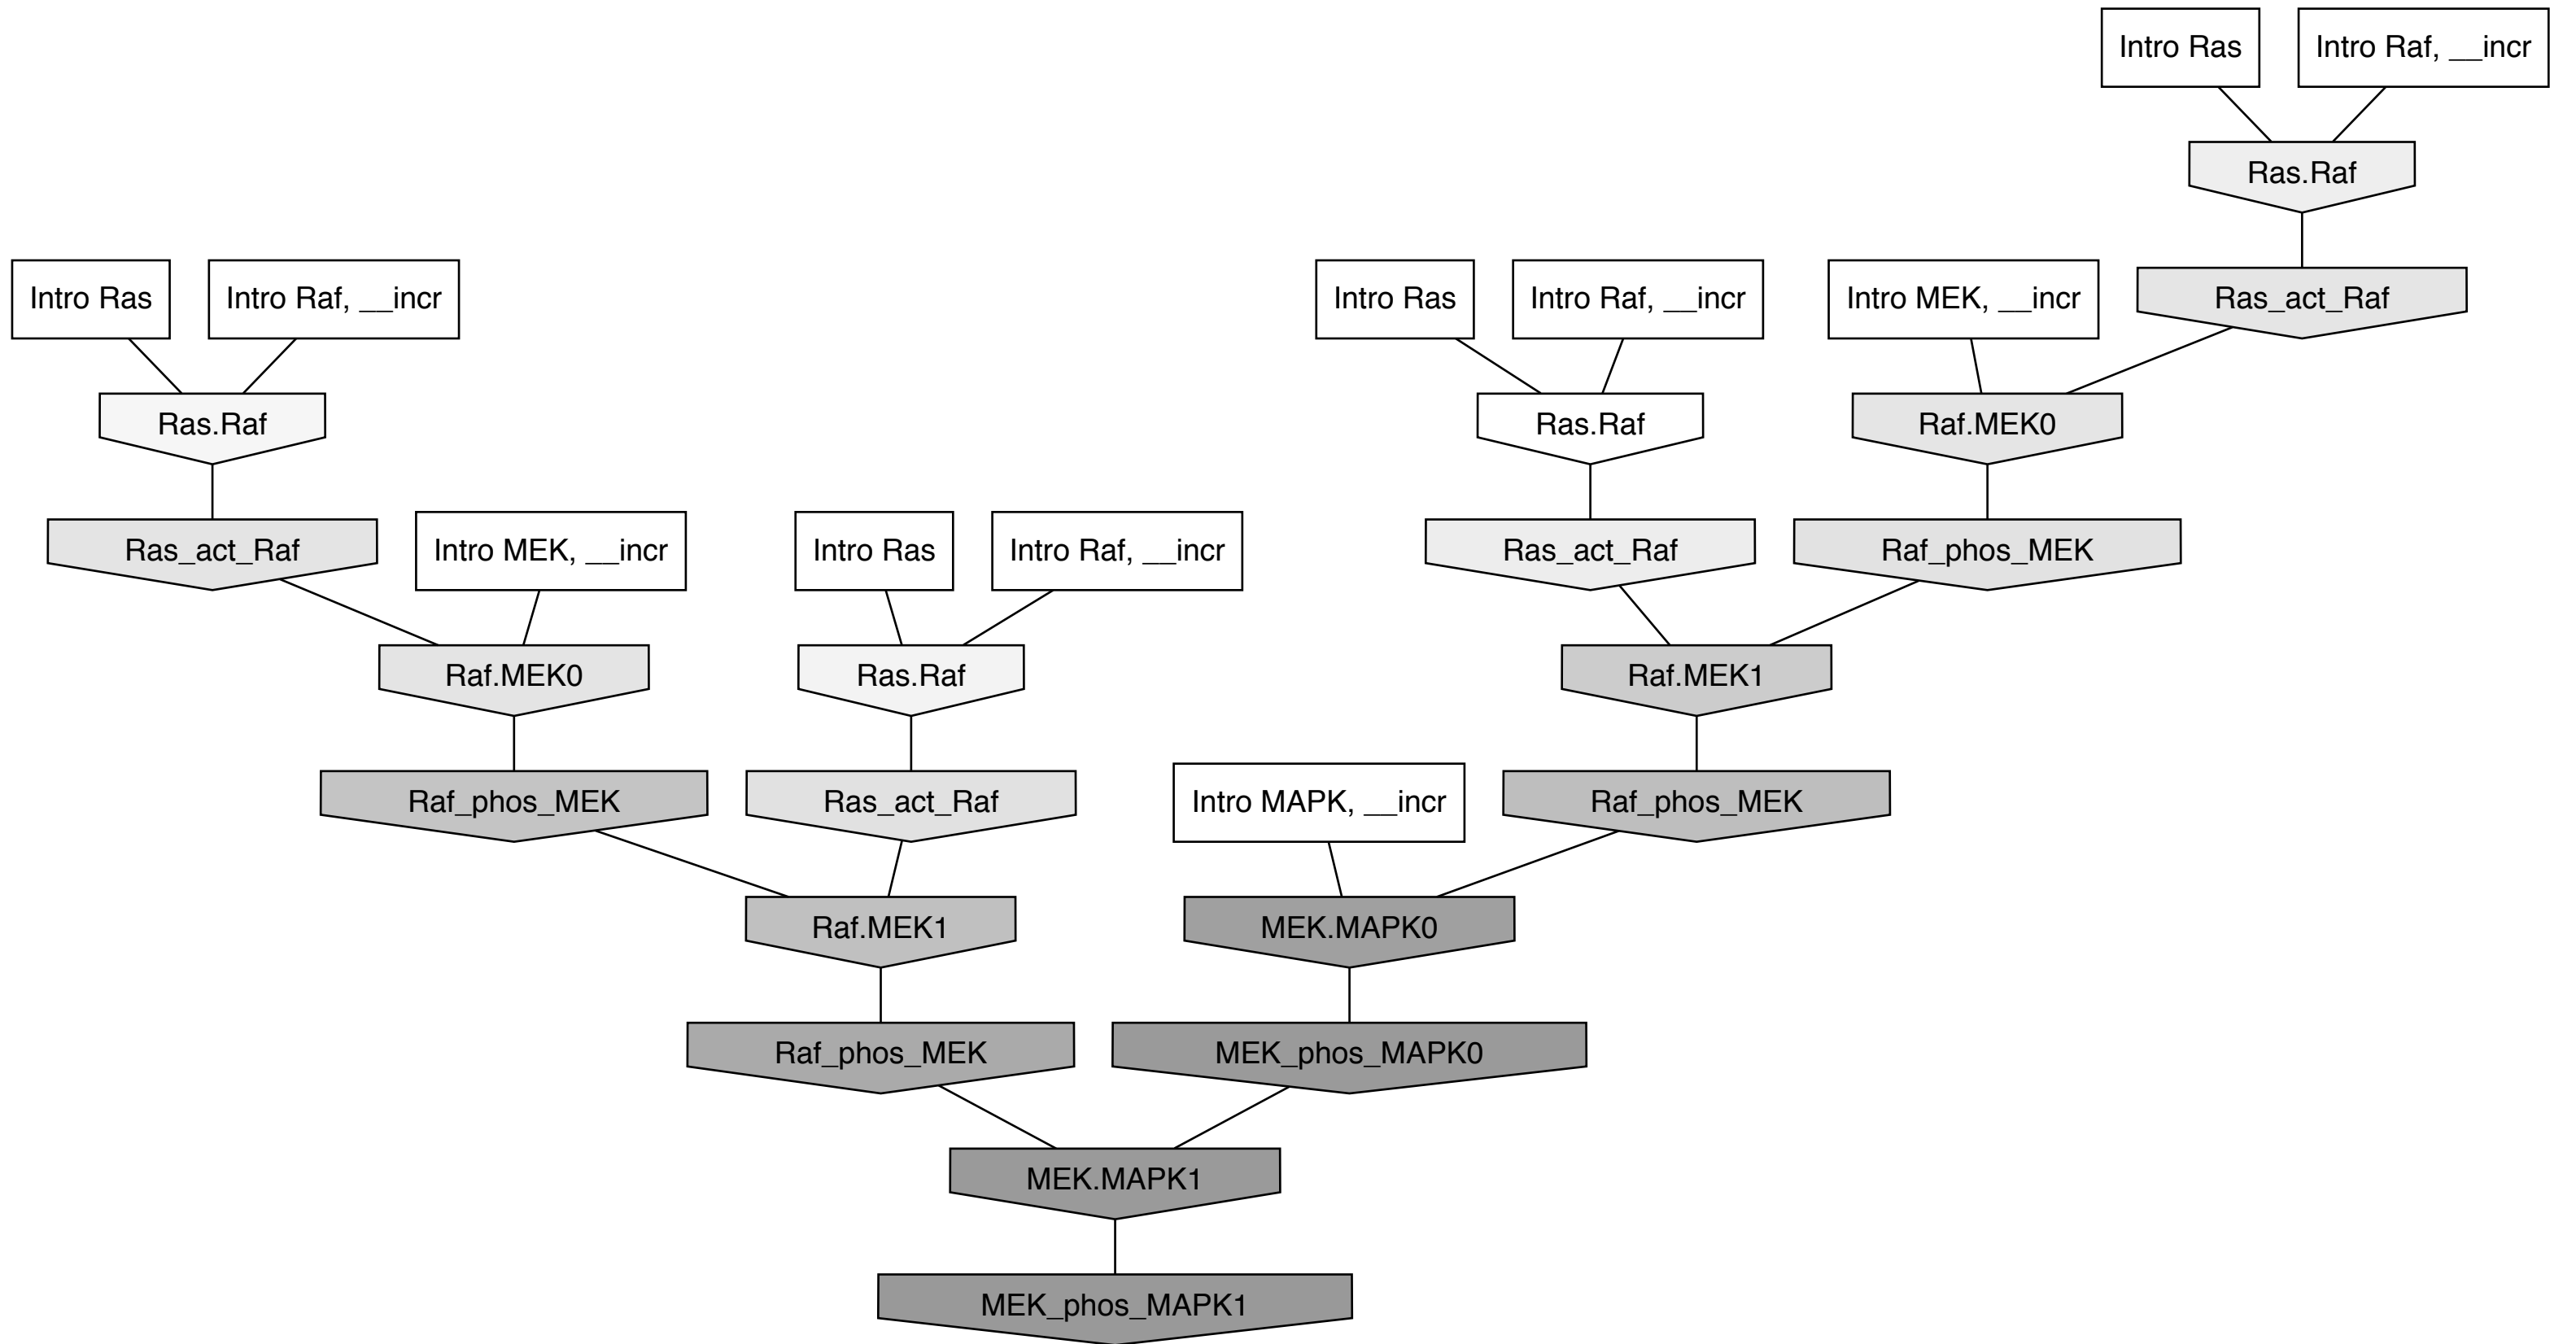 Intro Ras
Intro Raf, __incr
Ras.Raf
Intro Ras
Intro Raf, __incr
Intro Ras
Intro Raf, __incr
Intro MEK, __incr
Ras_act_Raf
Ras.Raf
Ras.Raf
Raf.MEK0
Ras_act_Raf
Intro MEK, __incr
Intro Ras
Intro Raf, __incr
Ras_act_Raf
Raf_phos_MEK
Raf.MEK0
Ras.Raf
Raf.MEK1
Raf_phos_MEK
Ras_act_Raf
Intro MAPK, __incr
Raf_phos_MEK
Raf.MEK1
MEK.MAPK0
Raf_phos_MEK
MEK_phos_MAPK0
MEK.MAPK1
MEK_phos_MAPK1